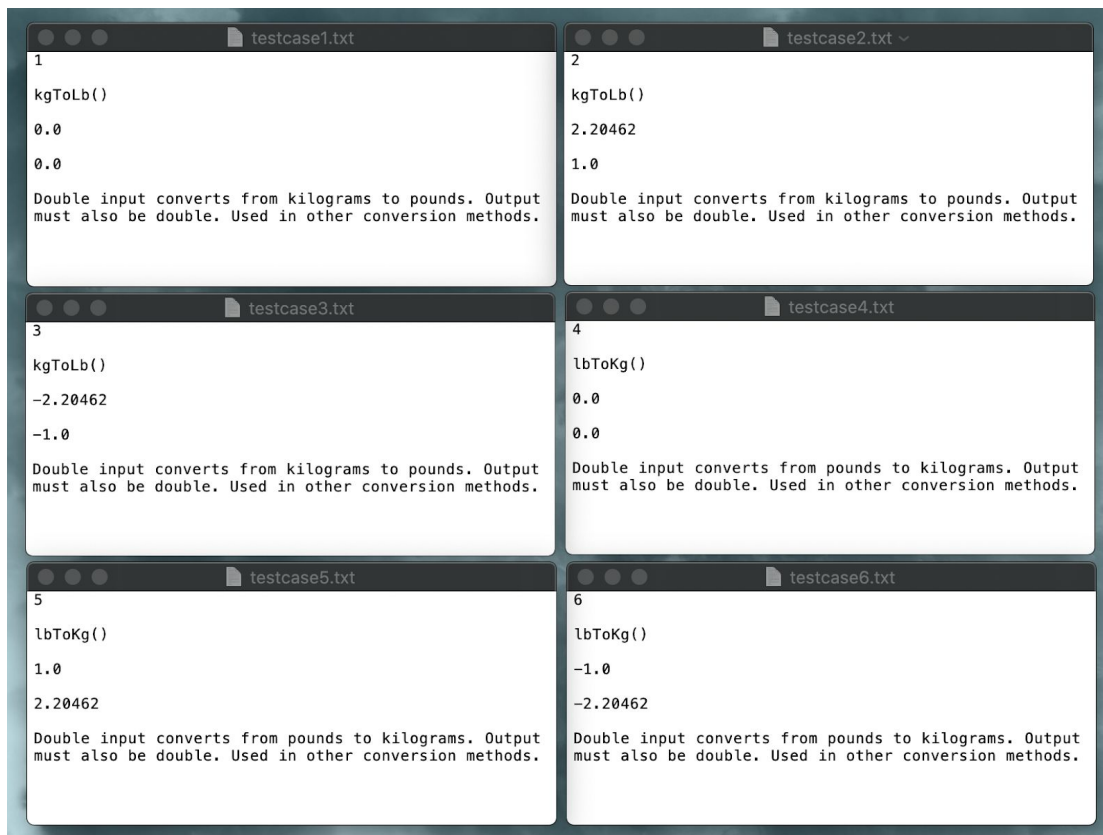 testcase1.txt
1
kgToLb()
0.0
0.0
Double input converts from kilograms to pounds. Output
must also be double. Used in other conversion methods.
testcase2.txt
2
kgToLb()
2.20462
1.0
Double input converts from kilograms to pounds. Output
must also be double. Used in other conversion methods.
testcase3.txt
3
kgToLb()
-2.20462
-1.0
Double input converts from kilograms to pounds. Output
must also be double. Used in other conversion methods.
testcase4.txt
4
lbToKg()
0.0
0.0
Double input converts from pounds to kilograms. Output
must also be double. Used in other conversion methods.
testcase5.txt
5
lbToKg()
1.0
2.20462
Double input converts from pounds to kilograms. Output
must also be double. Used in other conversion methods.
testcase6.txt
6
lbToKg()
-1.0
-2.20462
Double input converts from pounds to kilograms. Output
must also be double. Used in other conversion methods.